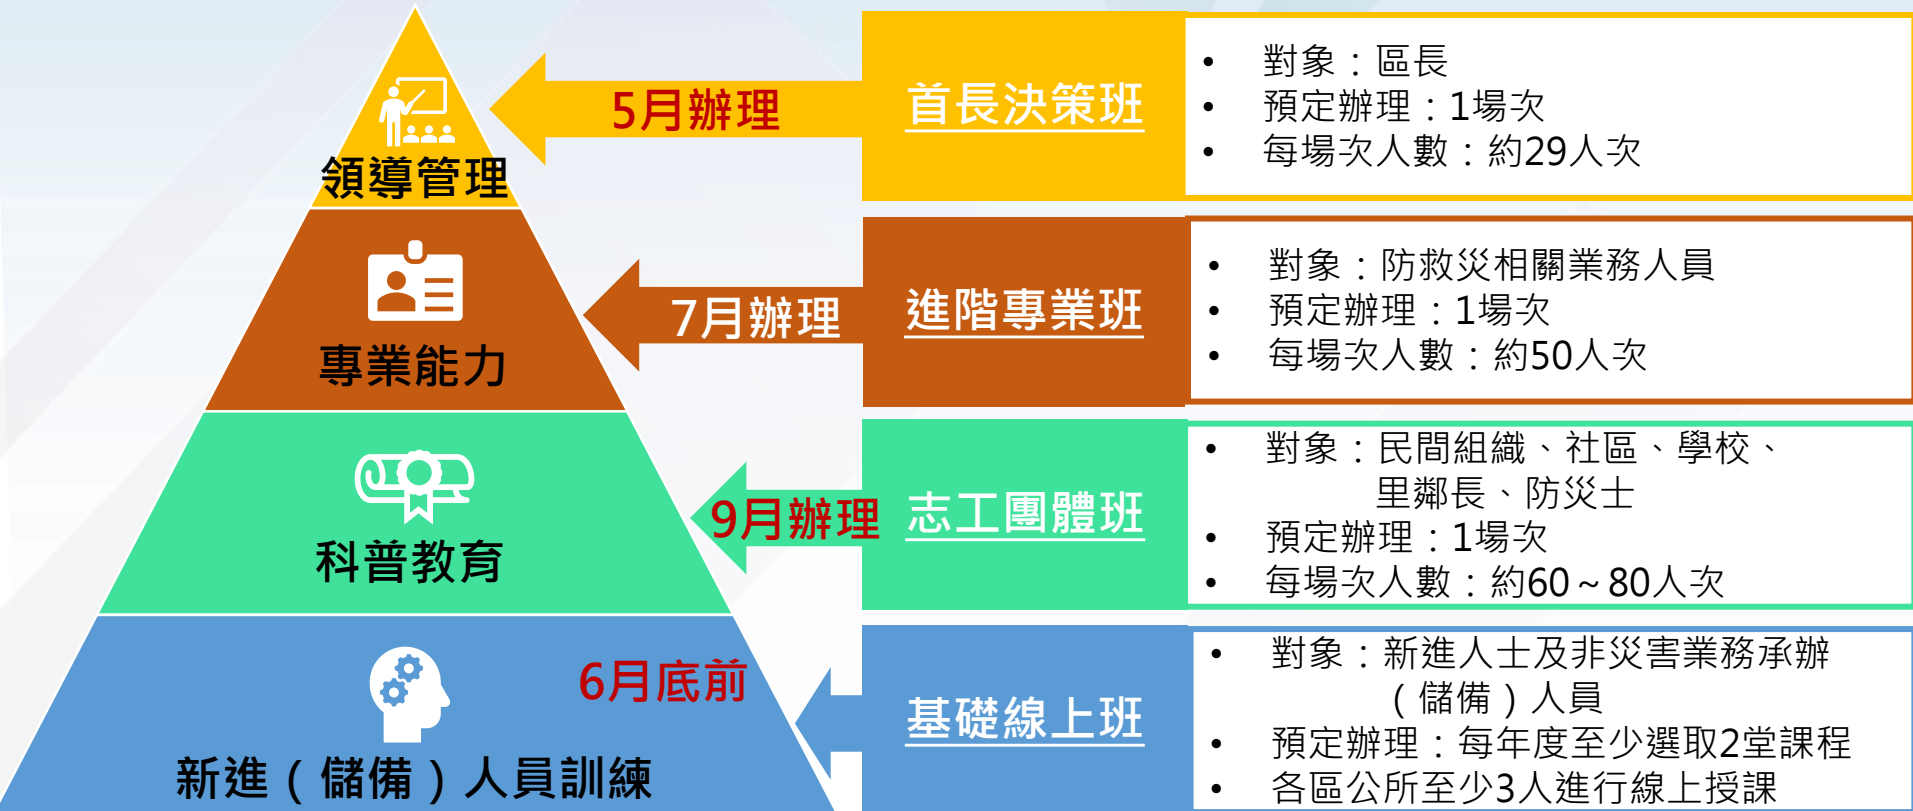 領導管理
5月辦理
首長決策班
• 對象：區長
• 預定辦理：1場次
• 每場次人數：約29人次
專業能力
7月辦理
進階專業班
• 對象：防救災相關業務人員
• 預定辦理：1場次
• 每場次人數：約50人次
科普教育
9月辦理
志工團體班
• 對象：民間組織、社區、學校、
里鄰長、防災士
• 預定辦理：1場次
• 每場次人數：約60～80人次
新進（儲備）人員訓練
6月底前
基礎線上班
• 對象：新進人士及非災害業務承辦
（儲備）人員
• 預定辦理：每年度至少選取2堂課程
• 各區公所至少3人進行線上授課